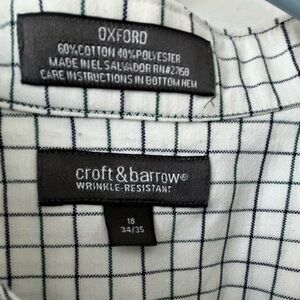 OXFORD
60%COTTON 40%POLYESTER
MADE IN EL SALVADOR RN#27159
CARE INSTRUCTIONS IN BOTTOM HEM
croft&barrow®
WRINKLE-RESISTANT
18
34/35